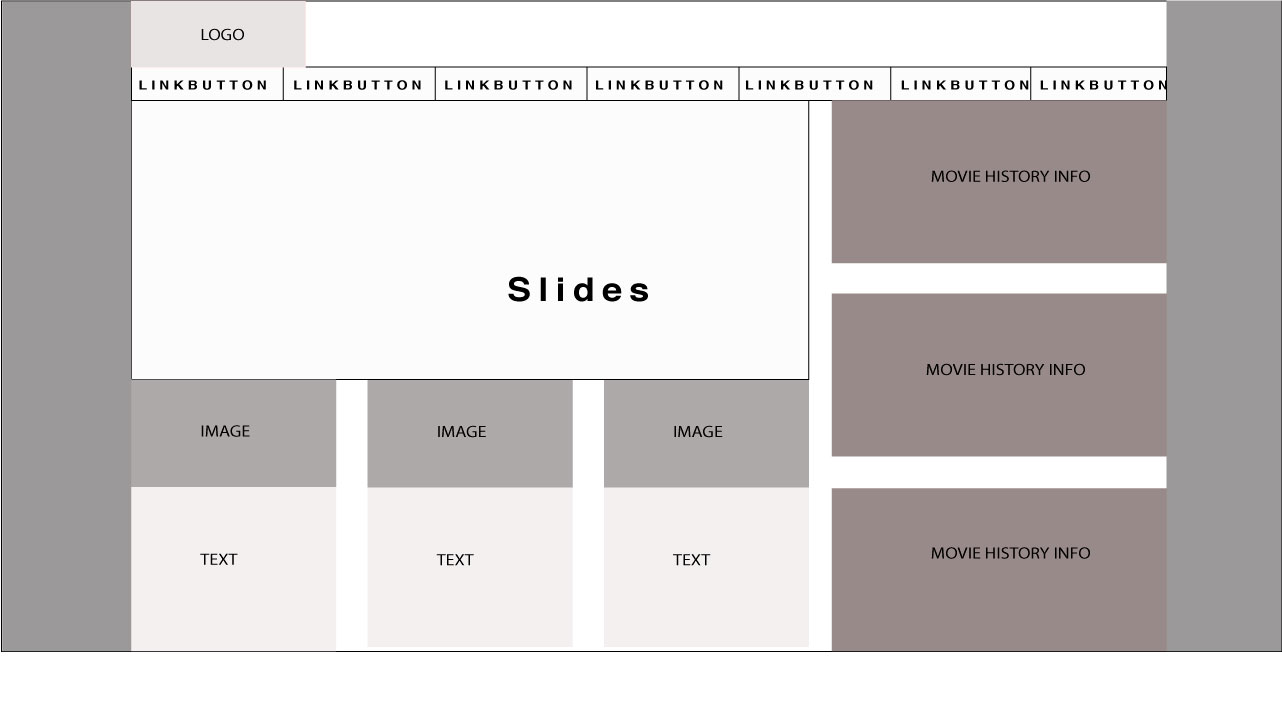 LOGO
LINKBUTTON LINKBUTTON LINKBUTTON LINKBUTTON LINKBUTTON LINKBUTTON LINKBUTTON
MOVIE HISTORY INFO
Slides
MOVIE HISTORY INFO
IMAGE IMAGE IMAGE
TEXT TEXT TEXT
MOVIE HISTORY INFO